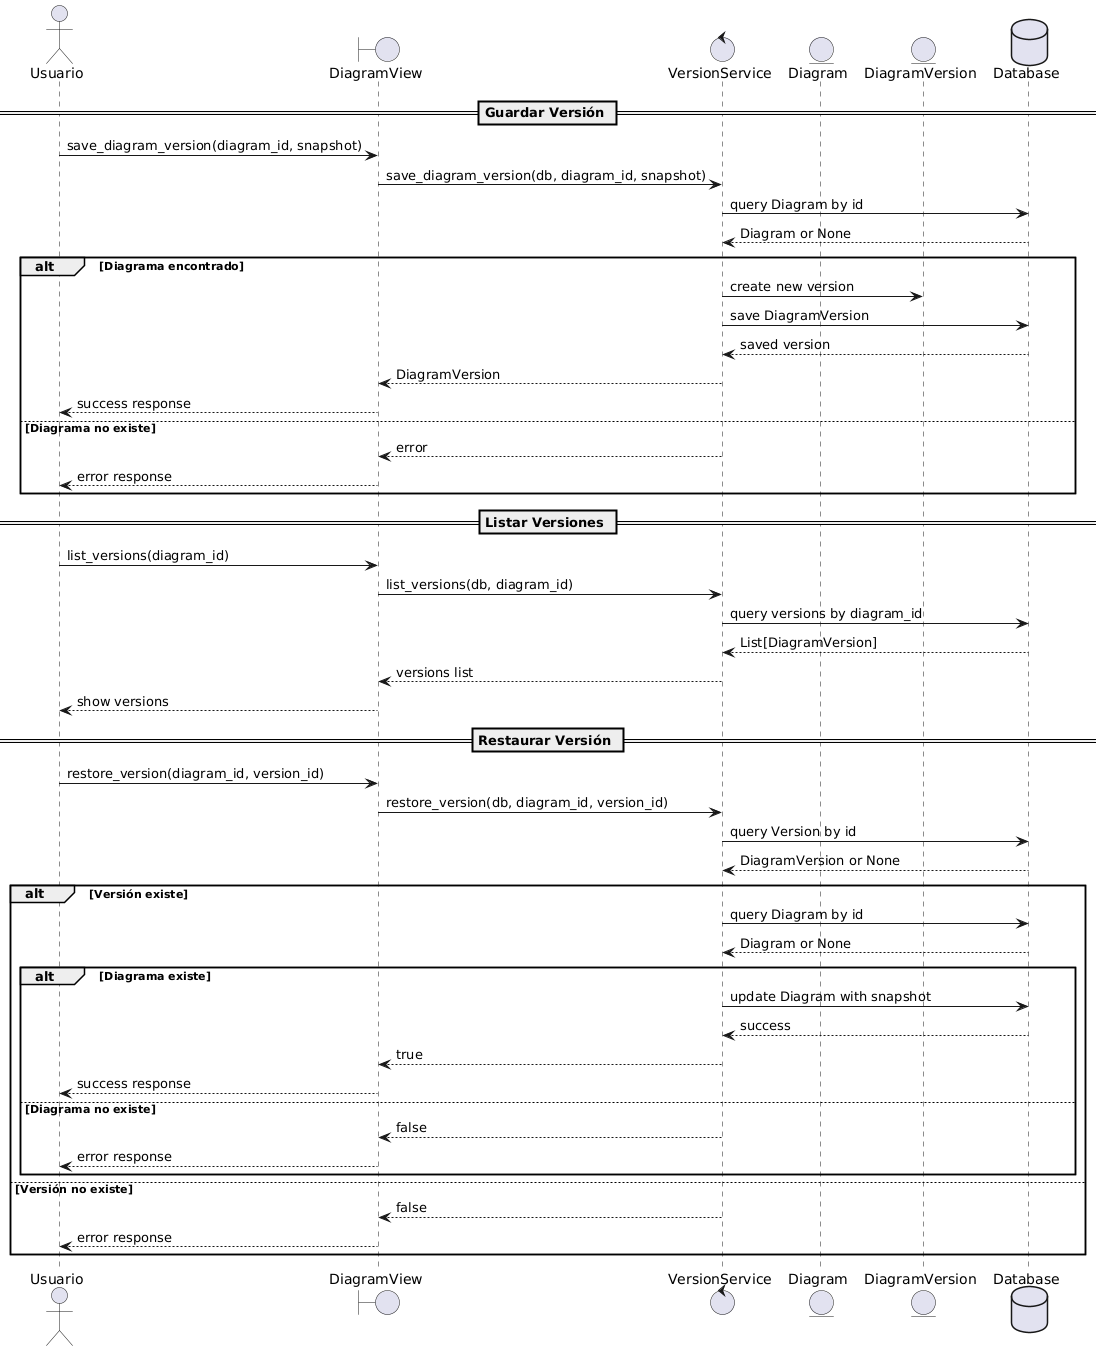 Usuario
DiagramView
VersionService
Diagram
DiagramVersion
Database
Guardar Versión
save_diagram_version(diagram_id, snapshot)
save_diagram_version(db, diagram_id, snapshot)
query Diagram by id
Diagram or None
alt
[Diagrama encontrado]
create new version
save DiagramVersion
saved version
DiagramVersion
success response
[Diagrama no existe]
error
error response
Listar Versiones
list_versions(diagram_id)
list_versions(db, diagram_id)
query versions by diagram_id
List[DiagramVersion]
versions list
show versions
Restaurar Versión
restore_version(diagram_id, version_id)
restore_version(db, diagram_id, version_id)
query Version by id
DiagramVersion or None
alt
[Versión existe]
query Diagram by id
Diagram or None
alt
[Diagrama existe]
update Diagram with snapshot
success
true
success response
[Diagrama no existe]
false
error response
[Versión no existe]
false
error response
Usuario
DiagramView
VersionService
Diagram
DiagramVersion
Database